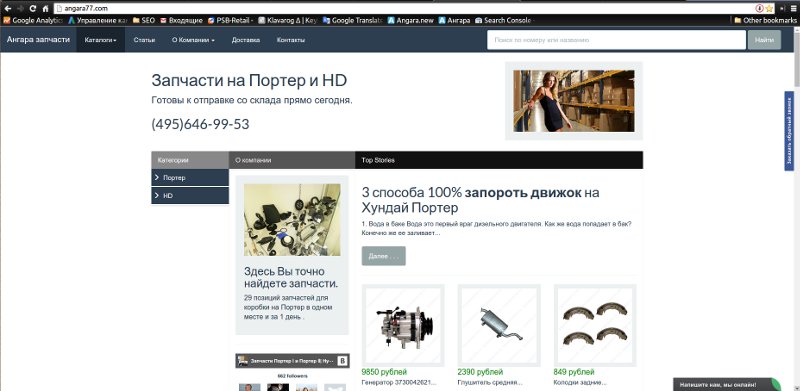 angara77.com
Google Analytics
Управление кан
SEO
Входящие
PSB-Retail -
Klavarog Δ | Key
Google Translate
Angara.new
Ангара
Search Console -
Other bookmarks
Ангара запчасти
Каталоги
Статьи
О Компании
Доставка
Контакты
Поиск по номеру или названию
Найти
Запчасти на Портер и HD
Готовы к отправке со склада прямо сегодня.
(495)646-99-53
Заказать обратный звонок
Категории
О компании
Top Stories
Портер
HD
3 способа 100% запороть движок на
Хундай Портер
1. Вода в баке Вода это первый враг дизельного двигателя. Как же вода попадает в бак?
Конечно же ее заливает...
Далее . . .
Здесь Вы точно
найдете запчасти.
29 позиций запчастей для
коробки на Портер в одном
месте и за 1 день .
Запчасти Портер I и Портер II| Hy...
B
662 followers
9850 рублей
Генератор 3730042621...
2390 рублей
Глушитель средняя...
849 рублей
Колодки задние...
Напишите нам, мы онлайн!